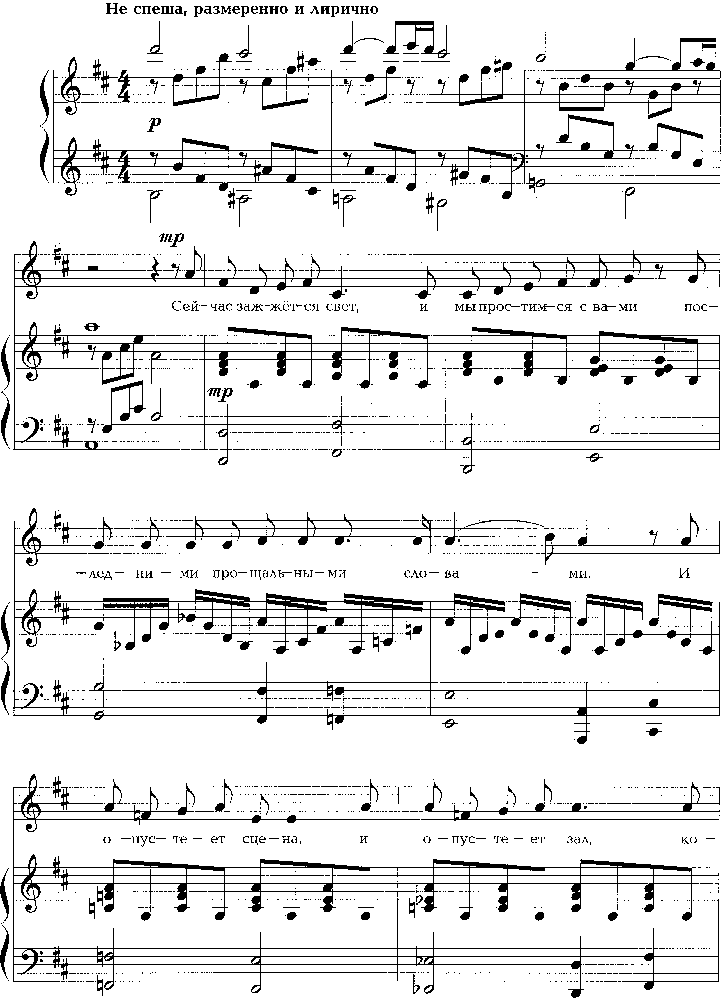 Не спеша, размеренно и лирично
4
4
p
4
4
mp
Сей—час заж—жёт—ся свет, и мы прос—тим—ся с ва—ми пос—
mp
—лед— ни — ми про—щаль—ны—ми сло — ва — ми. И
о —пус— те — ет сце — на, и о — пус— те — ет зал, ко —